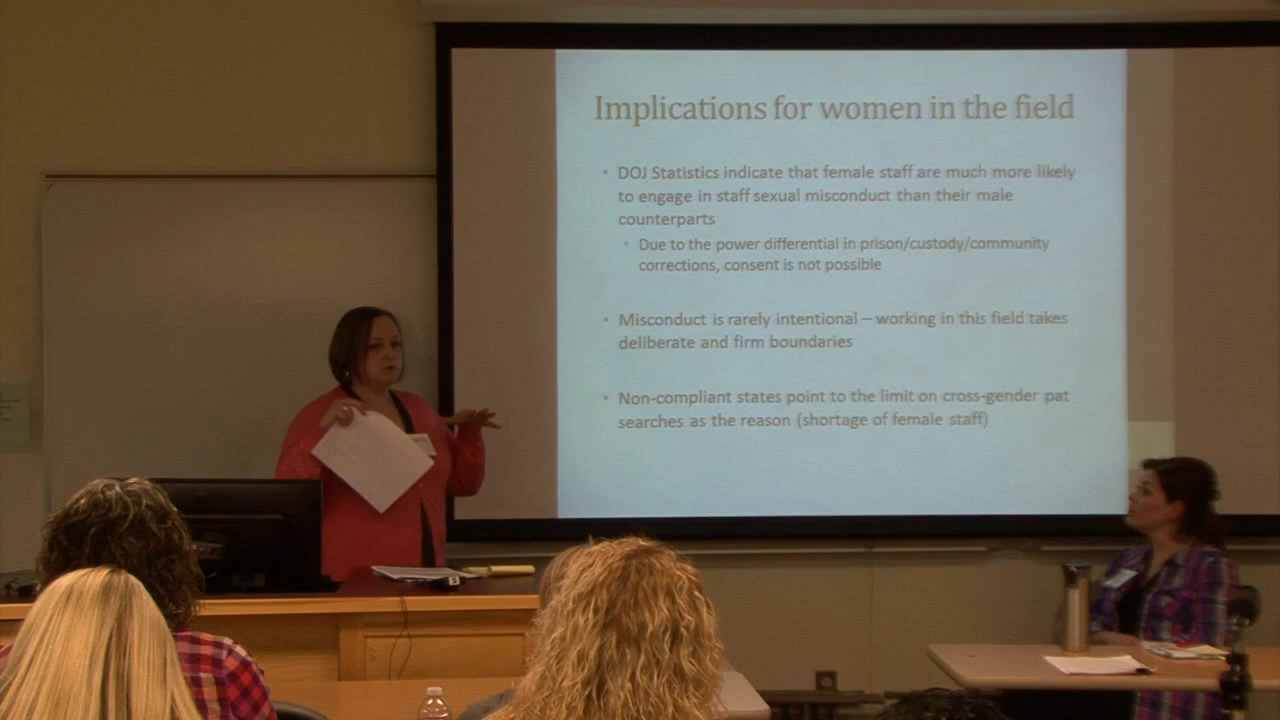 Implications for women in the field
• DOJ Statistics indicate that female staff are much more likely
to engage in staff sexual misconduct than their male
counterparts
• Due to the power differential in prison/custody/community
corrections, consent is not possible
• Misconduct is rarely intentional – working in this field takes
deliberate and firm boundaries
• Non-compliant states point to the limit on cross-gender pat
searches as the reason (shortage of female staff)